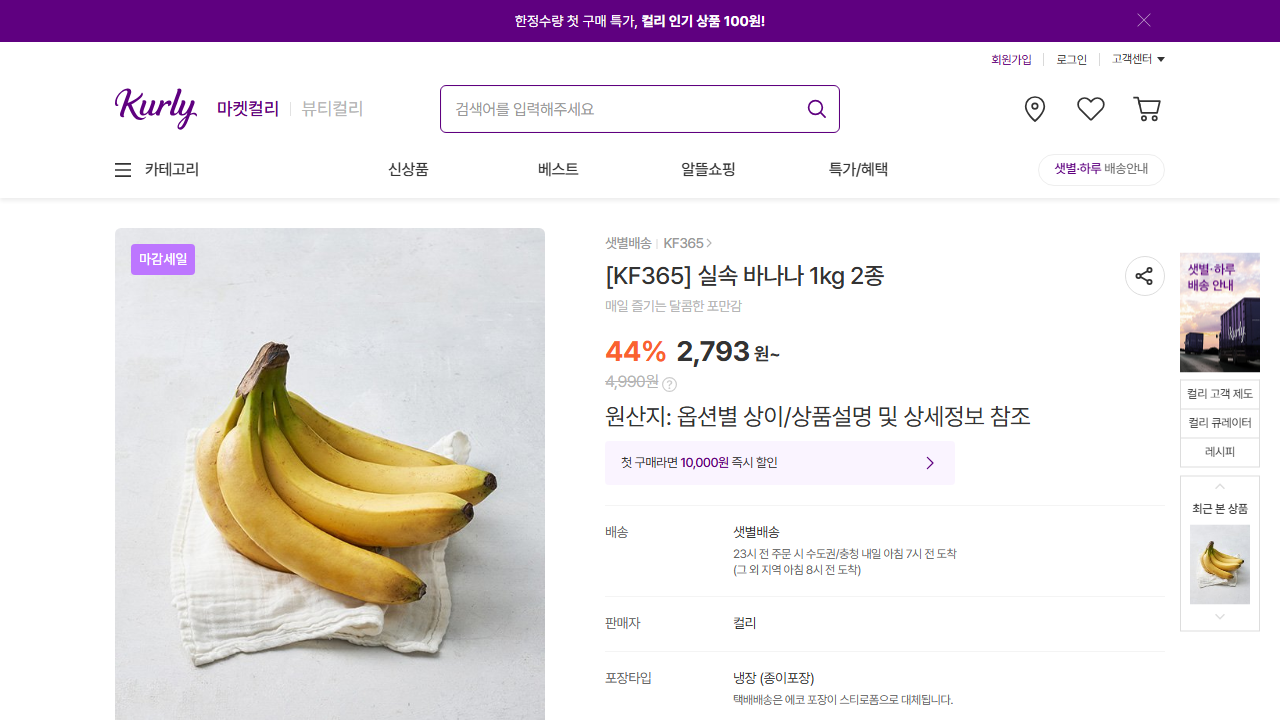 한정수량 첫 구매 특가, 컬리 인기 상품 100원!
회원가입 로그인 고객센터
Kurly 마켓컬리 뷰티컬리 검색어를 입력해주세요
카테고리 신상품 베스트 알뜰쇼핑 특가/혜택 샛별·하루 배송안내
마감세일
샛별배송 KF365
[KF365] 실속 바나나 1kg 2종
매일 즐기는 달콤한 포만감
44% 2,793 원~
4,990원 ?
원산지: 옵션별 상이/상품설명 및 상세정보 참조
첫 구매라면 10,000원 즉시 할인
배송 샛별배송
23시 전 주문 시 수도권/충청 내일 아침 7시 전 도착
(그 외 지역 아침 8시 전 도착)
판매자 컬리
포장타입 냉장 (종이포장)
택배배송은 에코 포장이 스티로폼으로 대체됩니다.
샛별·하루
배송 안내
Kurly
컬리 고객 제도
컬리 큐레이터
레시피
최근 본 상품